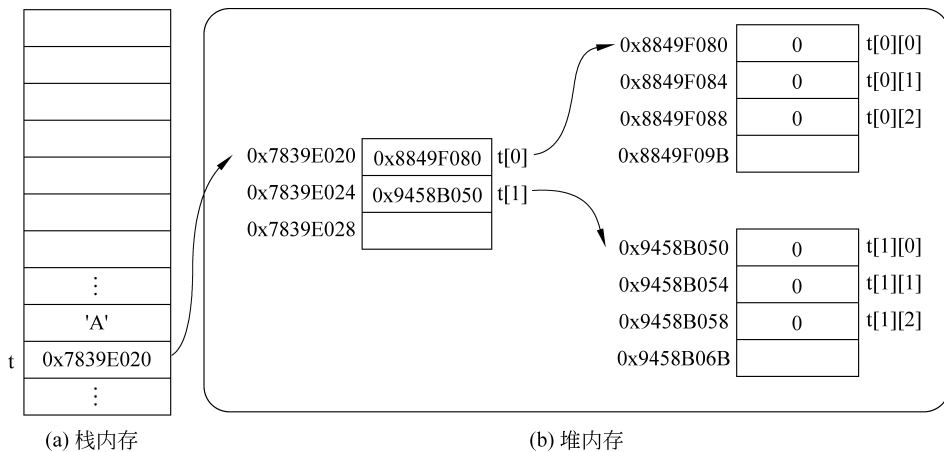 ⋮
'A'
t 0x7839E020
⋮
(a) 栈内存
0x7839E020 0x8849F080 t[0]
0x7839E024 0x9458B050 t[1]
0x7839E028
0x8849F080 0 t[0][0]
0x8849F084 0 t[0][1]
0x8849F088 0 t[0][2]
0x8849F09B
0x9458B050 0 t[1][0]
0x9458B054 0 t[1][1]
0x9458B058 0 t[1][2]
0x9458B06B
(b) 堆内存